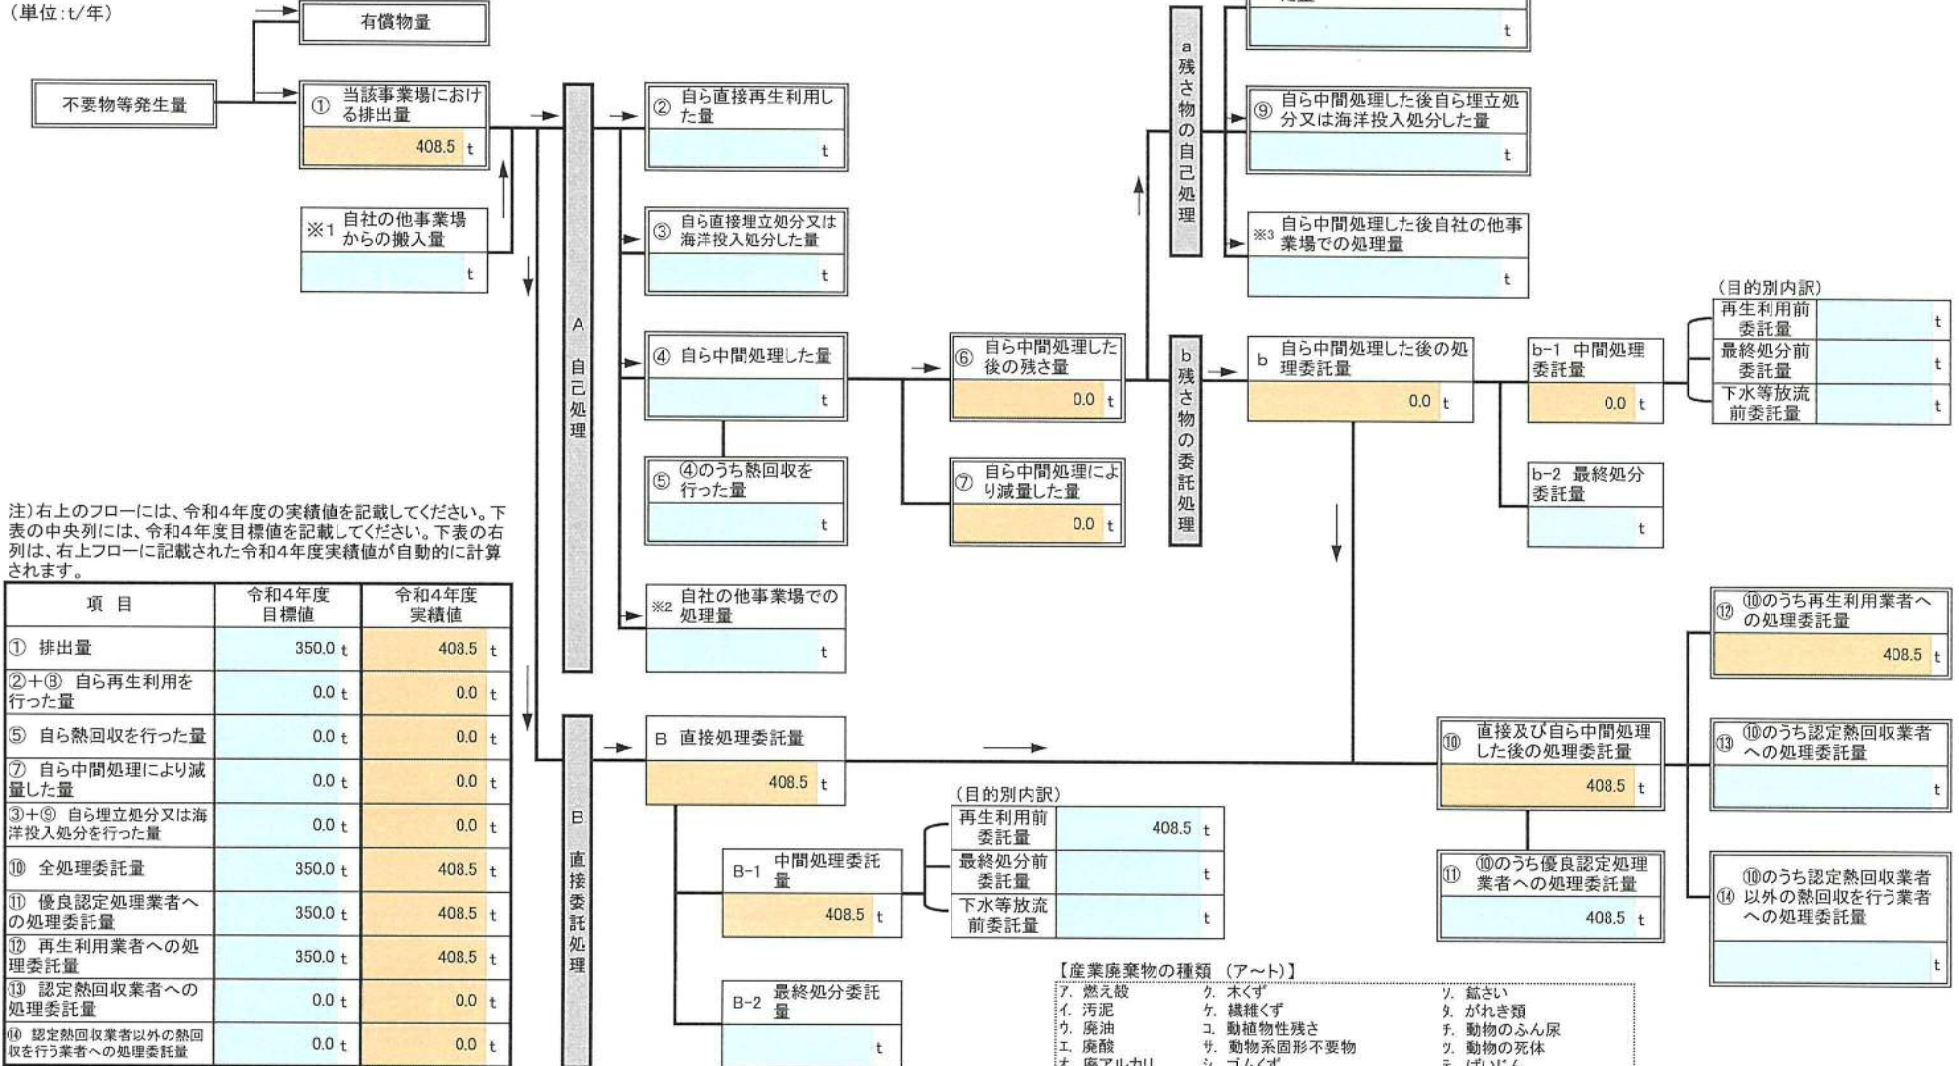 (単位:t/年)
有償物量
不要物等発生量
① 当該事業場におけ
る排出量
408.5 t
※1 自社の他事業場
からの搬入量
t
A 自己処理
② 自ら直接再生利用し
た量
t
③ 自ら直接埋立処分又は
海洋投入処分した量
t
④ 自ら中間処理した量
t
⑤ ④のうち熱回収を
行った量
t
※2 自社の他事業場での
処理量
t
⑥ 自ら中間処理した
後の残さ量
0.0 t
⑦ 自ら中間処理によ
り減量した量
0.0 t
a 残さ物の自己処理
t
⑨ 自ら中間処理した後自ら埋立処
分又は海洋投入処分した量
t
※3 自ら中間処理した後自社の他事
業場での処理量
t
b 残さ物の委託処理
b 自ら中間処理した後の処
理委託量
0.0 t
b-1 中間処理
委託量
0.0 t
b-2 最終処分
委託量
t
(目的別内訳)
再生利用前
委託量 t
最終処分前
委託量 t
下水等放流
前委託量 t
注)右上のフローには、令和4年度の実績値を記載してください。下
表の中央列には、令和4年度目標値を記載してください。下表の右
列は、右上フローに記載された令和4年度実績値が自動的に計算
されます。
項 目 令和4年度 令和4年度
目標値 実績値
① 排出量 350.0 t 408.5 t
②+⑧ 自ら再生利用を
行った量 0.0 t 0.0 t
⑤ 自ら熱回収を行った量 0.0 t 0.0 t
⑦ 自ら中間処理により減
量した量 0.0 t 0.0 t
③+⑨ 自ら埋立処分又は海
洋投入処分を行った量 0.0 t 0.0 t
⑩ 全処理委託量 350.0 t 408.5 t
⑪ 優良認定処理業者へ
の処理委託量 350.0 t 408.5 t
⑫ 再生利用業者への処
理委託量 350.0 t 408.5 t
⑬ 認定熱回収業者への
処理委託量 0.0 t 0.0 t
⑭ 認定熱回収業者以外の熱回
収を行う業者への処理委託量 0.0 t 0.0 t
B 直接委託処理
B 直接処理委託量
408.5 t
B-1 中間処理委託
量
408.5 t
B-2 最終処分委託
量
t
(目的別内訳)
再生利用前
委託量 408.5 t
最終処分前
委託量 t
下水等放流
前委託量 t
⑩ 直接及び自ら中間処理
した後の処理委託量
408.5 t
⑪ ⑩のうち優良認定処理
業者への処理委託量
408.5 t
⑫ ⑩のうち再生利用業者へ
の処理委託量
408.5 t
⑬ ⑩のうち認定熱回収業者
への処理委託量
t
⑭ ⑩のうち認定熱回収業者
以外の熱回収を行う業者
への処理委託量
t
【産業廃棄物の種類 (ア~ト)】
ア. 燃え殻 ク. 木くず ソ. 鉱さい
イ. 汚泥 ケ. 繊維くず タ. がれき類
ウ. 廃油 コ. 動植物性残さ チ. 動物のふん尿
エ. 廃酸 サ. 動物系固形不要物 ツ. 動物の死体
オ. 廃アルカリ シ. ゴムくず テ. ばいじん